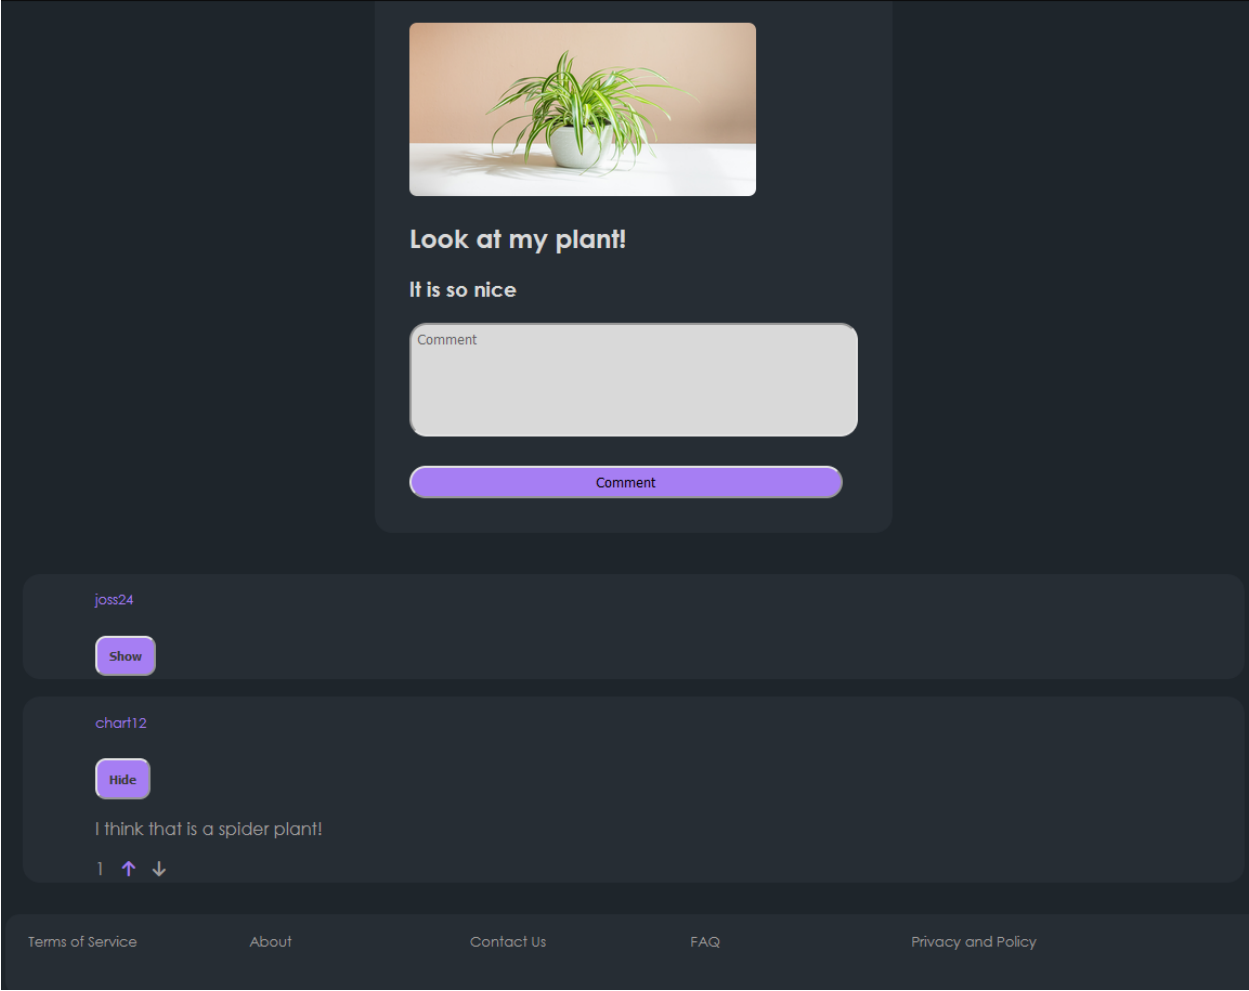 Look at my plant!
It is so nice
Comment
Comment
joss24
Show
chart12
Hide
I think that is a spider plant!
1
Terms of Service About Contact Us FAQ Privacy and Policy